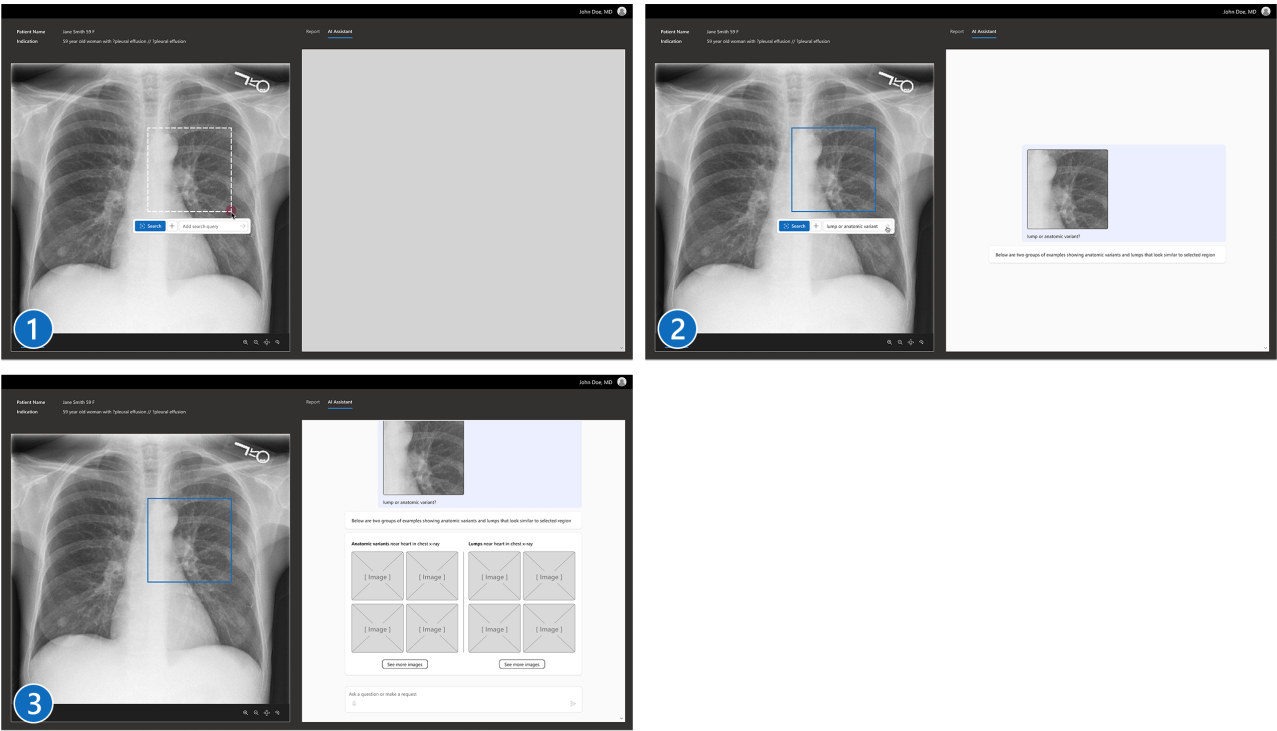 John Doe, MD
Patient Name Jane Smith 59 F
Indication 59 year old woman with ?pleural effusion // ?pleural effusion
Report AI Assistant
Search + Add search query
1
John Doe, MD
Patient Name Jane Smith 59 F
Indication 59 year old woman with ?pleural effusion // ?pleural effusion
Report AI Assistant
Search + lump or anatomic variant
lump or anatomic variant?
Below are two groups of examples showing anatomic variants and lumps that look similar to selected region
2
John Doe, MD
Patient Name Jane Smith 59 F
Indication 59 year old woman with ?pleural effusion // ?pleural effusion
Report AI Assistant
lump or anatomic variant?
Below are two groups of examples showing anatomic variants and lumps that look similar to selected region
Anatomic variants near heart in chest x-ray Lumps near heart in chest x-ray
[ Image ] [ Image ] [ Image ] [ Image ]
[ Image ] [ Image ] [ Image ] [ Image ]
See more images See more images
Ask a question or make a request
3